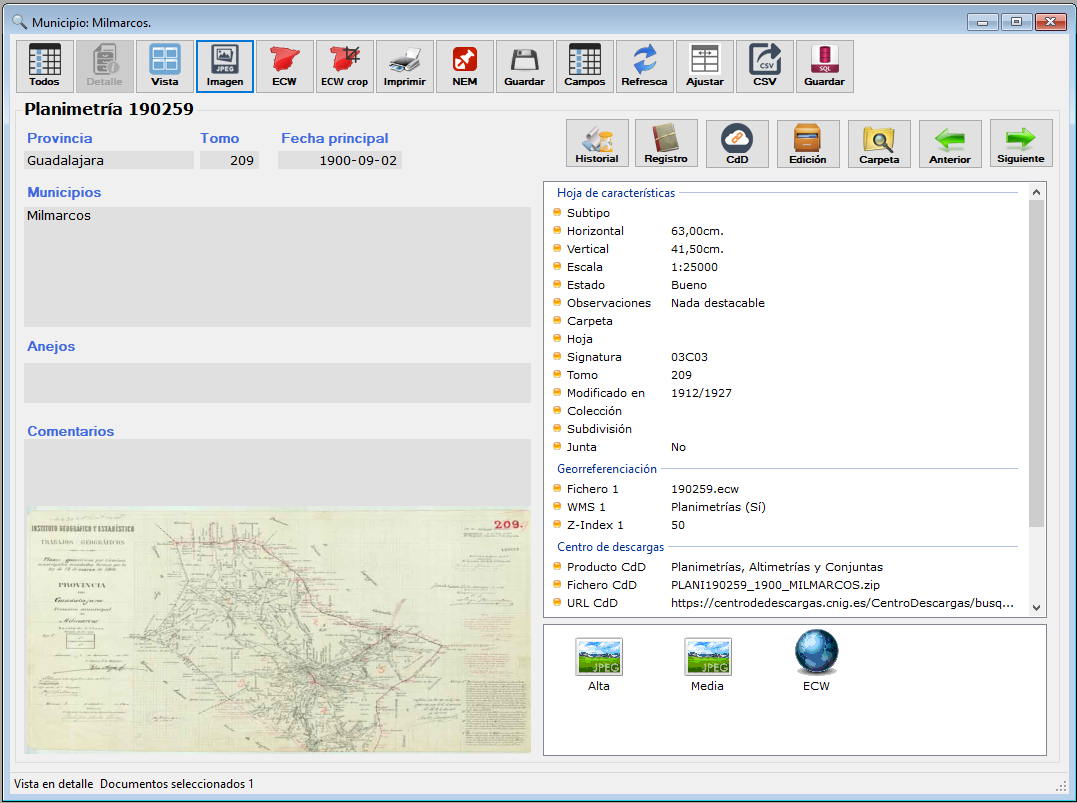 Municipio: Milmarcos.
Todos Detalle Vista Imagen ECW ECW crop Imprimir NEM Guardar Campos Refresca Ajustar CSV Guardar
Planimetría 190259
Provincia Tomo Fecha principal
Guadalajara 209 1900-09-02
Historial Registro CdD Edición Carpeta Anterior Siguiente
Municipios
Milmarcos
Anejos
Comentarios
INSTITUTO GEOGRÁFICO Y ESTADÍSTICO
TRABAJOS GEOGRÁFICOS
PROVINCIA
Guadalajara
Término municipal
Milmarcos
209.
Hoja de características
Subtipo
Horizontal 63,00cm.
Vertical 41,50cm.
Escala 1:25000
Estado Bueno
Observaciones Nada destacable
Carpeta
Hoja
Signatura 03C03
Tomo 209
Modificado en 1912/1927
Colección
Subdivisión
Junta No
Georreferenciación
Fichero 1 190259.ecw
WMS 1 Planimetrías (Sí)
Z-Index 1 50
Centro de descargas
Producto CdD Planimetrías, Altimetrías y Conjuntas
Fichero CdD PLANI190259_1900_MILMARCOS.zip
URL CdD https://centrodedescargas.cnig.es/CentroDescargas/busq...
Alta Media ECW
Vista en detalle Documentos seleccionados 1